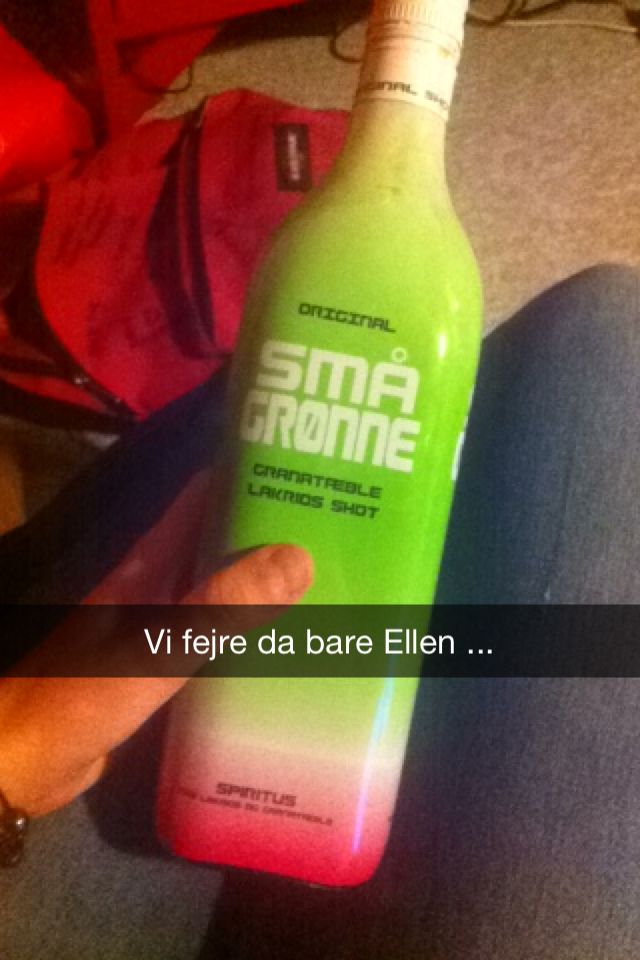 ORIGINAL
SMÅ
GRØNNE
GRANATÆBLE
LAKRIDS SHOT
Vi fejre da bare Ellen ...
SPIRITUS